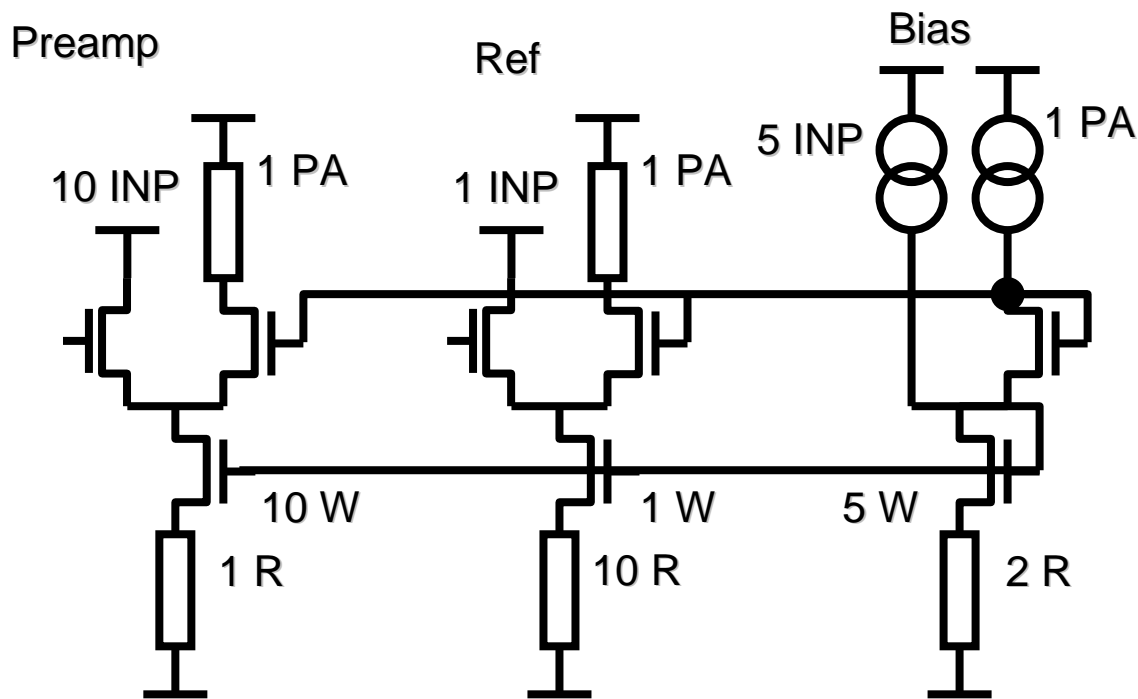 Preamp
Ref
Bias
10 INP
1 PA
1 INP
1 PA
5 INP
1 PA
10 W
1 W
5 W
1 R
10 R
2 R